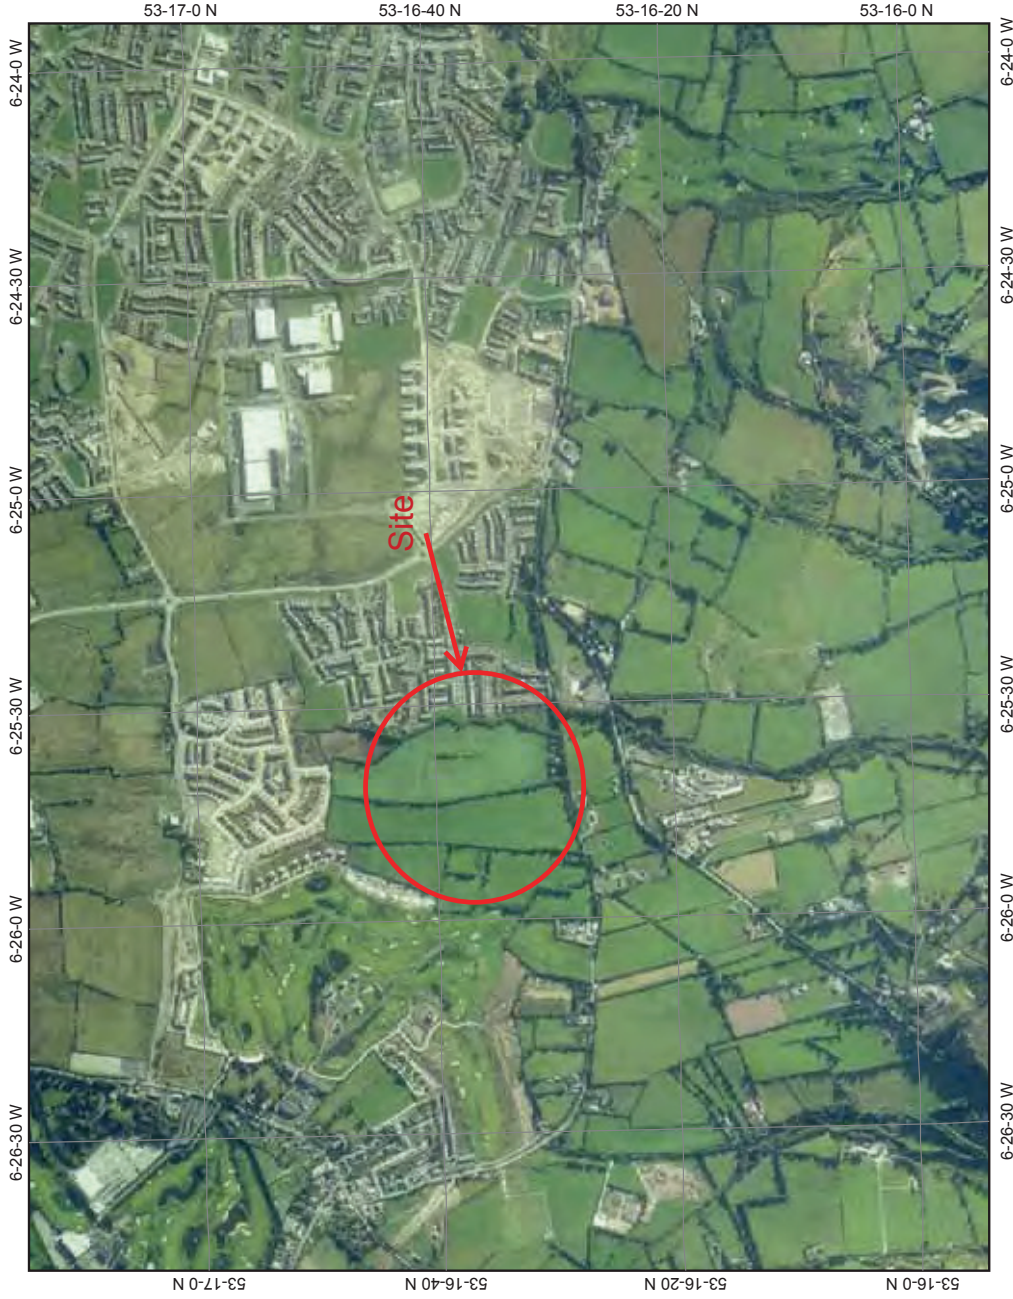 53-17-0 N
53-16-40 N
53-16-20 N
53-16-0 N
6-24-0 W
6-24-30 W
6-25-0 W
6-25-30 W
6-26-0 W
6-26-30 W
Site
6-24-0 W
6-24-30 W
6-25-0 W
6-25-30 W
6-26-0 W
6-26-30 W
53-17-0 N
53-16-40 N
53-16-20 N
53-16-0 N